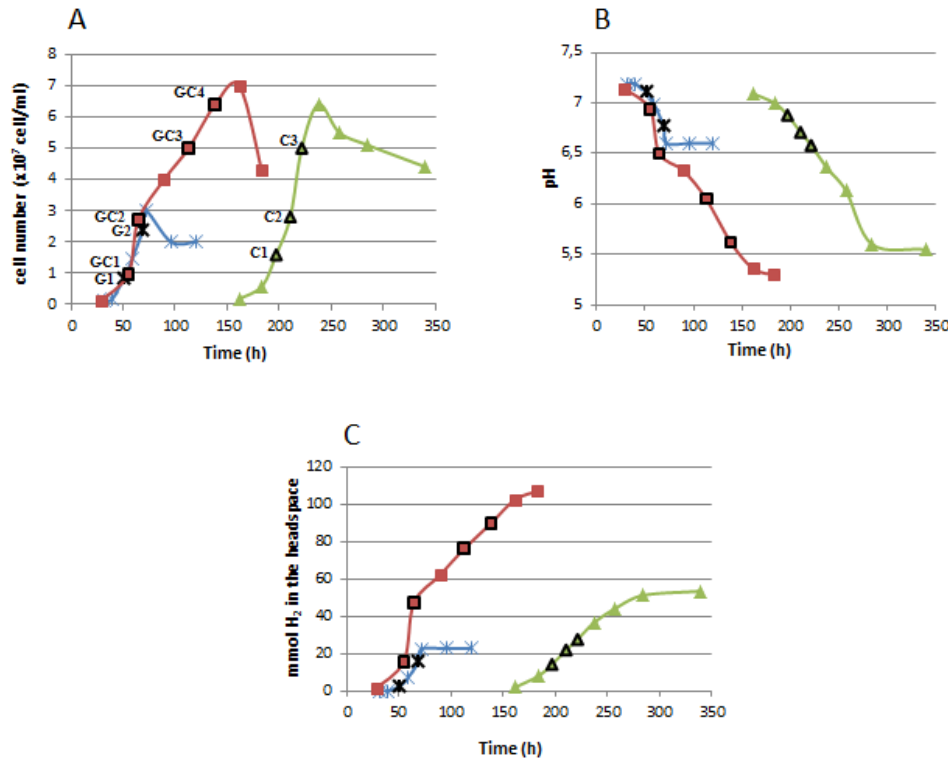 A
cell number (x10⁷ cell/ml)
8
7
6
5
4
3
2
1
0
GC4
GC3
GC2
G2
GC1
G1
C3
C2
C1
0 50 100 150 200 250 300 350
Time (h)
B
pH
7,5
7
6,5
6
5,5
5
0 50 100 150 200 250 300 350
Time (h)
C
mmol H₂ in the headspace
120
100
80
60
40
20
0
0 50 100 150 200 250 300 350
Time (h)